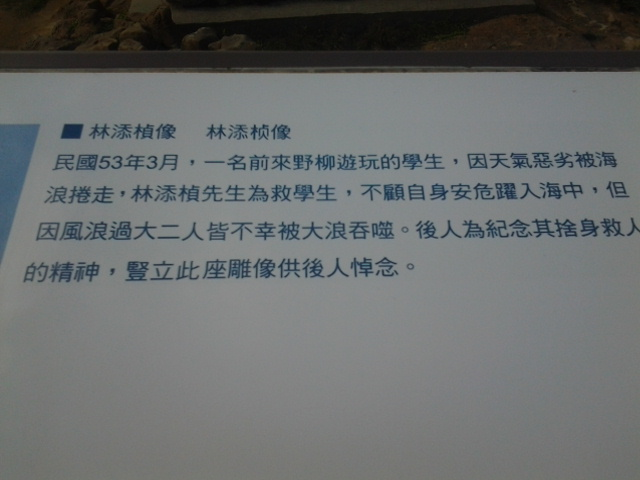 ■ 林添楨像 林添桢像
民國53年3月，一名前來野柳遊玩的學生，因天氣惡劣被海
浪捲走，林添楨先生為救學生，不顧自身安危躍入海中，但
因風浪過大二人皆不幸被大浪吞噬。後人為紀念其捨身救人
的精神，豎立此座雕像供後人悼念。